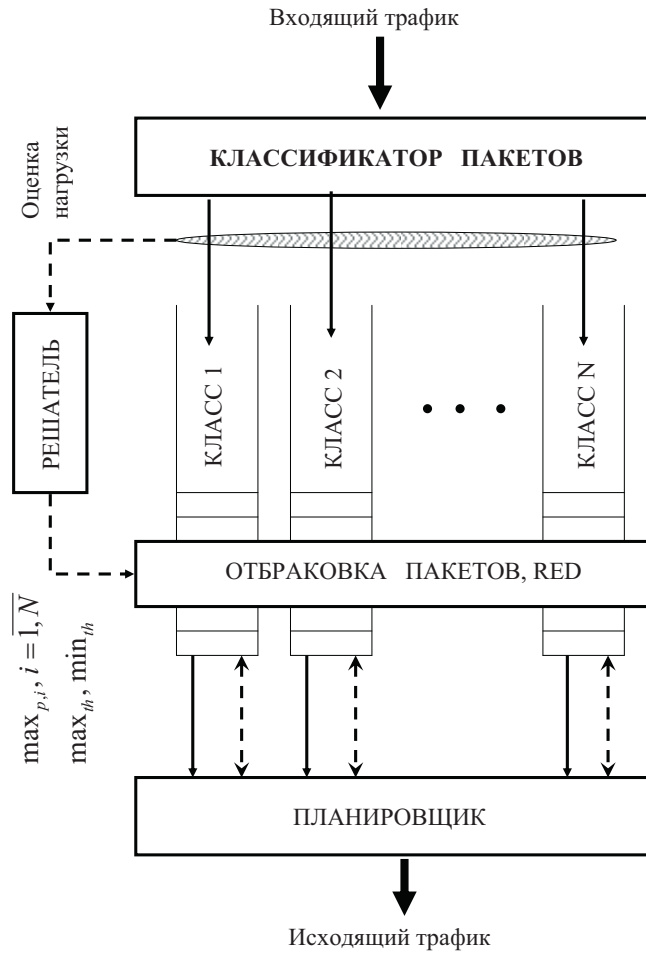 Входящий трафик
КЛАССИФИКАТОР ПАКЕТОВ
Оценка
нагрузки
РЕШАТЕЛЬ
КЛАСС 1
КЛАСС 2
• • •
КЛАСС N
ОТБРАКОВКА ПАКЕТОВ, RED
max_{p,i}, i = \overline{1, N}
max_{th}, min_{th}
ПЛАНИРОВЩИК
Исходящий трафик